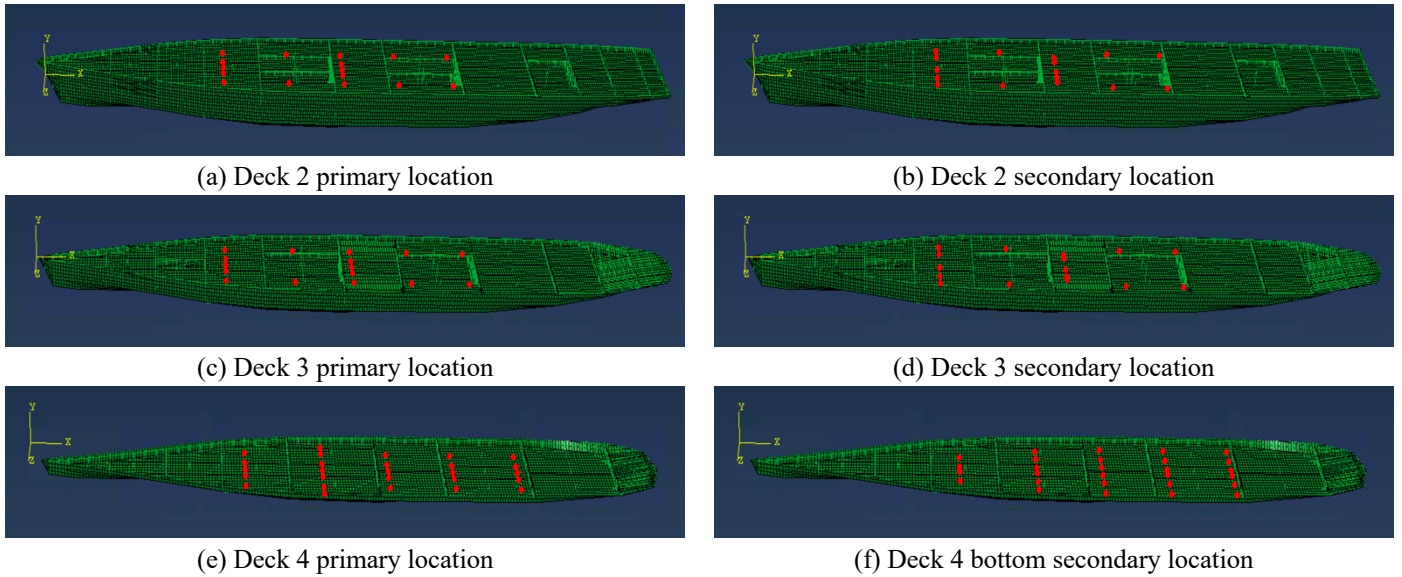 Y
X
Z
Y
X
Z
(a) Deck 2 primary location
(b) Deck 2 secondary location
Y
X
Z
Y
X
Z
(c) Deck 3 primary location
(d) Deck 3 secondary location
Y
X
Z
Y
X
Z
(e) Deck 4 primary location
(f) Deck 4 bottom secondary location